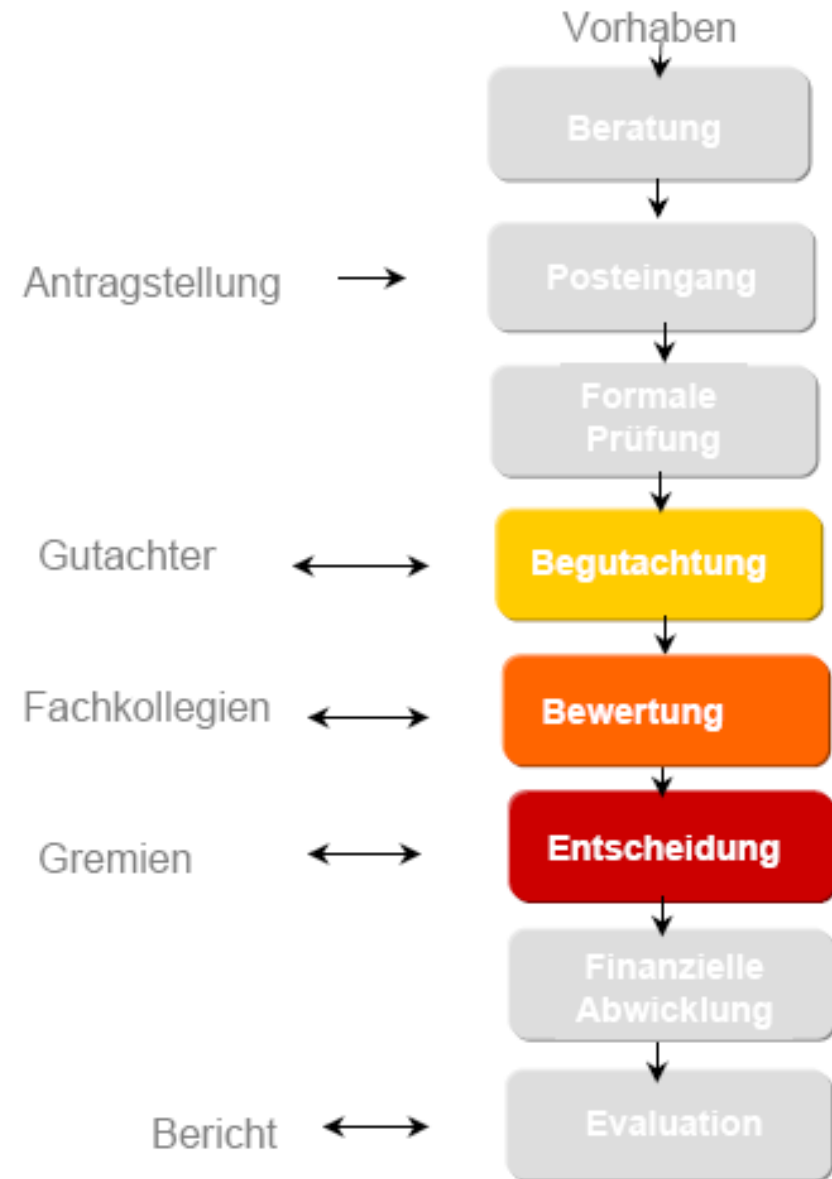 Vorhaben
Beratung
Antragstellung
Posteingang
Formale
Prüfung
Gutachter
Begutachtung
Fachkollegien
Bewertung
Gremien
Entscheidung
Finanzielle
Abwicklung
Bericht
Evaluation